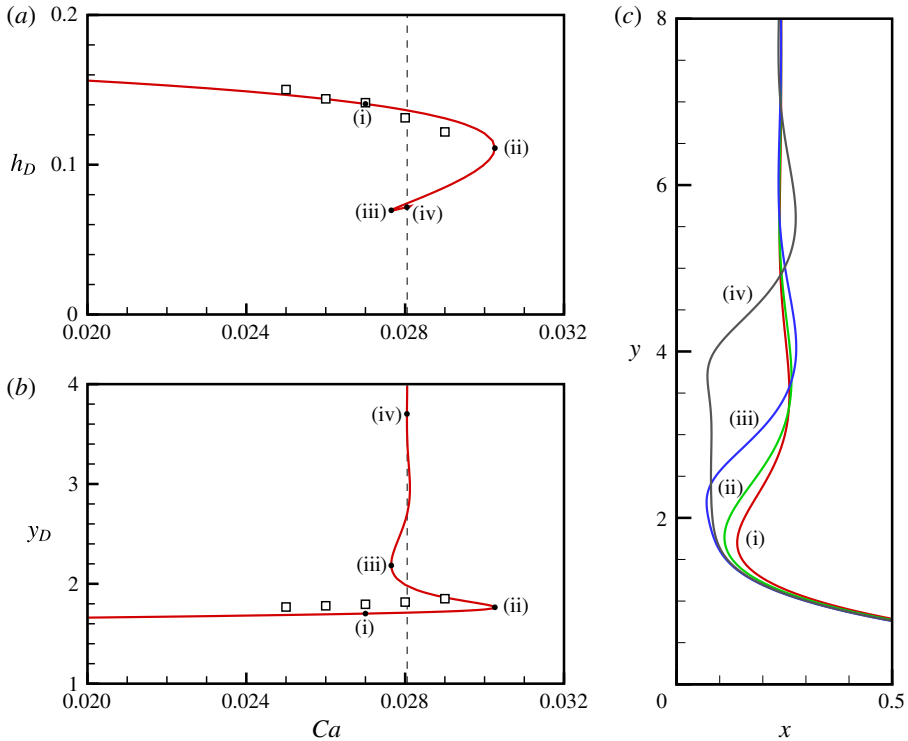 (a)
0.2
0.1
0
h_D
(i)
(ii)
(iii)
(iv)
0.020
0.024
0.028
0.032
(b)
4
3
2
1
y_D
(iv)
(iii)
(ii)
(i)
0.020
0.024
0.028
0.032
Ca
(c)
8
6
4
2
0
y
(iv)
(iii)
(ii)
(i)
0.5
x